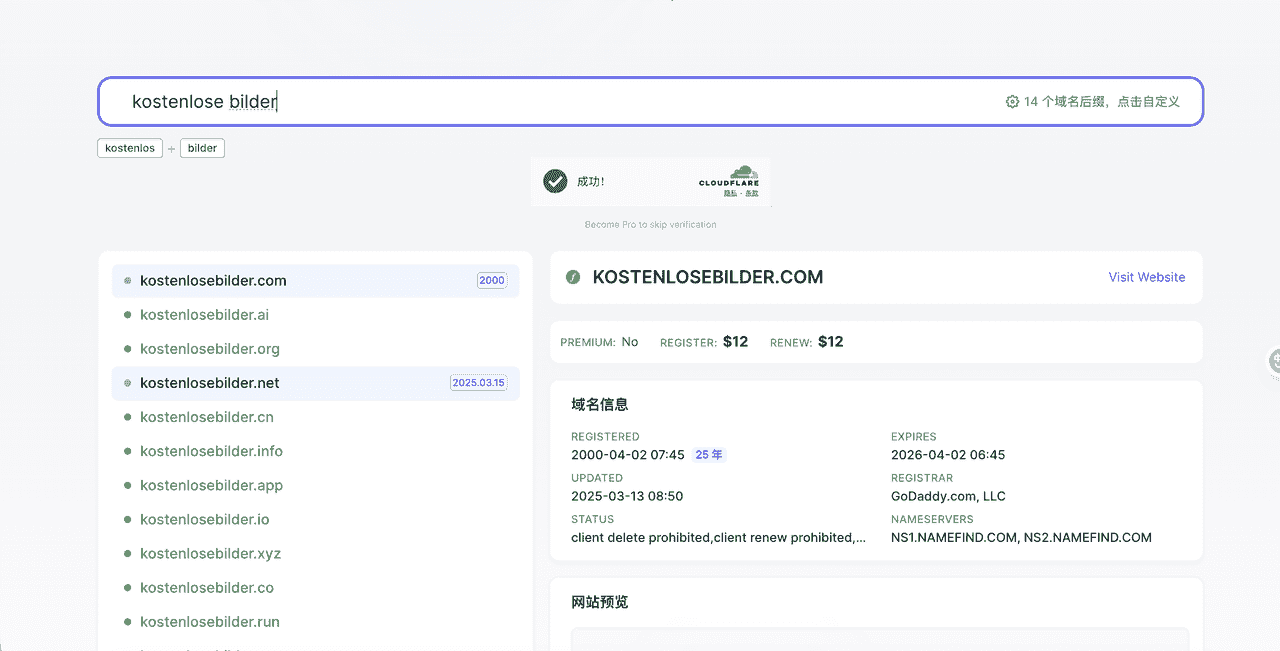 kostenlose bilder
14 个域名后缀，点击自定义
kostenlos + bilder
成功!
CLOUDFLARE
隐私 · 条款
Become Pro to skip verification
kostenlosebilder.com 2000
kostenlosebilder.ai
kostenlosebilder.org
kostenlosebilder.net 2025.03.15
kostenlosebilder.cn
kostenlosebilder.info
kostenlosebilder.app
kostenlosebilder.io
kostenlosebilder.xyz
kostenlosebilder.co
kostenlosebilder.run
KOSTENLOSEBILDER.COM
Visit Website
PREMIUM: No REGISTER: $12 RENEW: $12
域名信息
REGISTERED
2000-04-02 07:45 25 年
EXPIRES
2026-04-02 06:45
UPDATED
2025-03-13 08:50
REGISTRAR
GoDaddy.com, LLC
STATUS
client delete prohibited,client renew prohibited,...
NAMESERVERS
NS1.NAMEFIND.COM, NS2.NAMEFIND.COM
网站预览